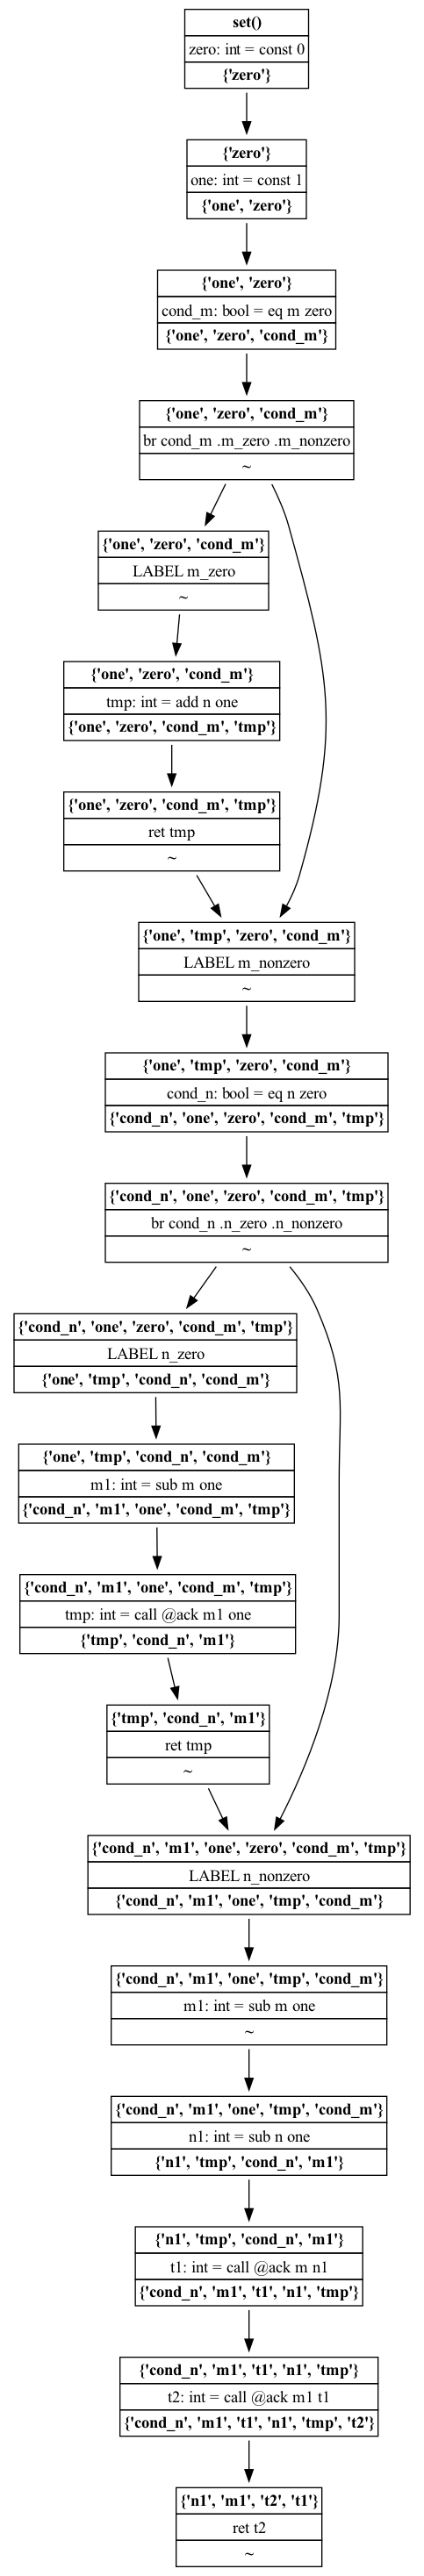 set()
zero: int = const 0
{'zero'}
{'zero'}
one: int = const 1
{'one', 'zero'}
{'one', 'zero'}
cond_m: bool = eq m zero
{'one', 'zero', 'cond_m'}
{'one', 'zero', 'cond_m'}
br cond_m .m_zero .m_nonzero
~
{'one', 'zero', 'cond_m'}
LABEL m_zero
~
{'one', 'zero', 'cond_m'}
tmp: int = add n one
{'one', 'zero', 'cond_m', 'tmp'}
{'one', 'zero', 'cond_m', 'tmp'}
ret tmp
~
{'one', 'tmp', 'zero', 'cond_m'}
LABEL m_nonzero
~
{'one', 'tmp', 'zero', 'cond_m'}
cond_n: bool = eq n zero
{'cond_n', 'one', 'zero', 'cond_m', 'tmp'}
{'cond_n', 'one', 'zero', 'cond_m', 'tmp'}
br cond_n .n_zero .n_nonzero
~
{'cond_n', 'one', 'zero', 'cond_m', 'tmp'}
LABEL n_zero
{'one', 'tmp', 'cond_n', 'cond_m'}
{'one', 'tmp', 'cond_n', 'cond_m'}
m1: int = sub m one
{'cond_n', 'm1', 'one', 'cond_m', 'tmp'}
{'cond_n', 'm1', 'one', 'cond_m', 'tmp'}
tmp: int = call @ack m1 one
{'tmp', 'cond_n', 'm1'}
{'tmp', 'cond_n', 'm1'}
ret tmp
~
{'cond_n', 'm1', 'one', 'zero', 'cond_m', 'tmp'}
LABEL n_nonzero
{'cond_n', 'm1', 'one', 'tmp', 'cond_m'}
{'cond_n', 'm1', 'one', 'tmp', 'cond_m'}
m1: int = sub m one
~
{'cond_n', 'm1', 'one', 'tmp', 'cond_m'}
n1: int = sub n one
{'n1', 'tmp', 'cond_n', 'm1'}
{'n1', 'tmp', 'cond_n', 'm1'}
t1: int = call @ack m n1
{'cond_n', 'm1', 't1', 'n1', 'tmp'}
{'cond_n', 'm1', 't1', 'n1', 'tmp'}
t2: int = call @ack m1 t1
{'cond_n', 'm1', 't1', 'n1', 'tmp', 't2'}
{'n1', 'm1', 't2', 't1'}
ret t2
~